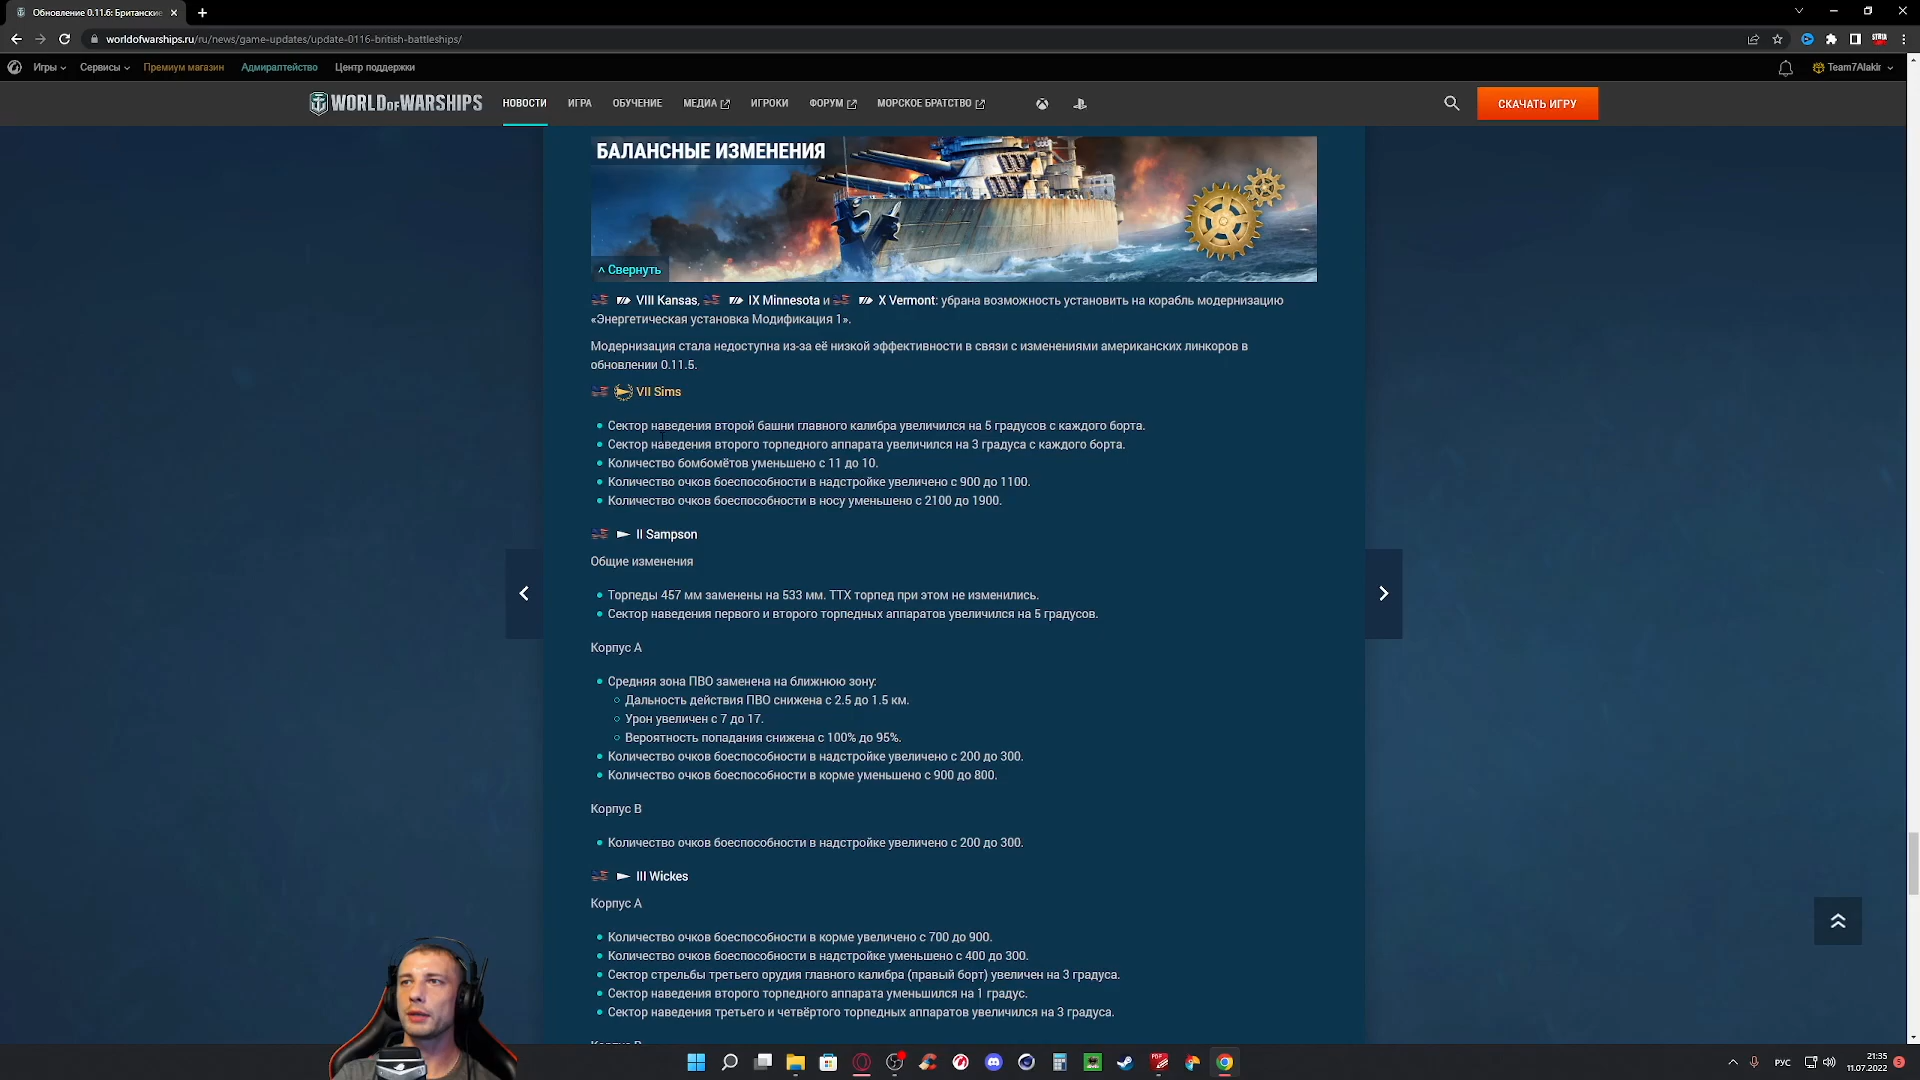 Обновление 0.11.6: Британские
worldofwarships.ru/ru/news/game-updates/update-0116-british-battleships/
Игры Сервисы Премиум магазин Адмиралтейство Центр поддержки Team7Alakir
WORLD OF WARSHIPS НОВОСТИ ИГРА ОБУЧЕНИЕ МЕДИА ИГРОКИ ФОРУМ МОРСКОЕ БРАТСТВО СКАЧАТЬ ИГРУ
БАЛАНСНЫЕ ИЗМЕНЕНИЯ
^ Свернуть
VIII Kansas, IX Minnesota и X Vermont: убрана возможность установить на корабль модернизацию
«Энергетическая установка Модификация 1».
Модернизация стала недоступна из-за её низкой эффективности в связи с изменениями американских линкоров в
обновлении 0.11.5.
VII Sims
Сектор наведения второй башни главного калибра увеличился на 5 градусов с каждого борта.
Сектор наведения второго торпедного аппарата увеличился на 3 градуса с каждого борта.
Количество бомбомётов уменьшено с 11 до 10.
Количество очков боеспособности в надстройке увеличено с 900 до 1100.
Количество очков боеспособности в носу уменьшено с 2100 до 1900.
II Sampson
Общие изменения
Торпеды 457 мм заменены на 533 мм. ТТХ торпед при этом не изменились.
Сектор наведения первого и второго торпедных аппаратов увеличился на 5 градусов.
Корпус А
Средняя зона ПВО заменена на ближнюю зону:
Дальность действия ПВО снижена с 2.5 до 1.5 км.
Урон увеличен с 7 до 17.
Вероятность попадания снижена с 100% до 95%.
Количество очков боеспособности в надстройке увеличено с 200 до 300.
Количество очков боеспособности в корме уменьшено с 900 до 800.
Корпус B
Количество очков боеспособности в надстройке увеличено с 200 до 300.
III Wickes
Корпус А
Количество очков боеспособности в корме увеличено с 700 до 900.
Количество очков боеспособности в надстройке уменьшено с 400 до 300.
Сектор стрельбы третьего орудия главного калибра (правый борт) увеличен на 3 градуса.
Сектор наведения второго торпедного аппарата уменьшился на 1 градус.
Сектор наведения третьего и четвёртого торпедных аппаратов увеличился на 3 градуса.
РУС
21:35
11.07.2022
5